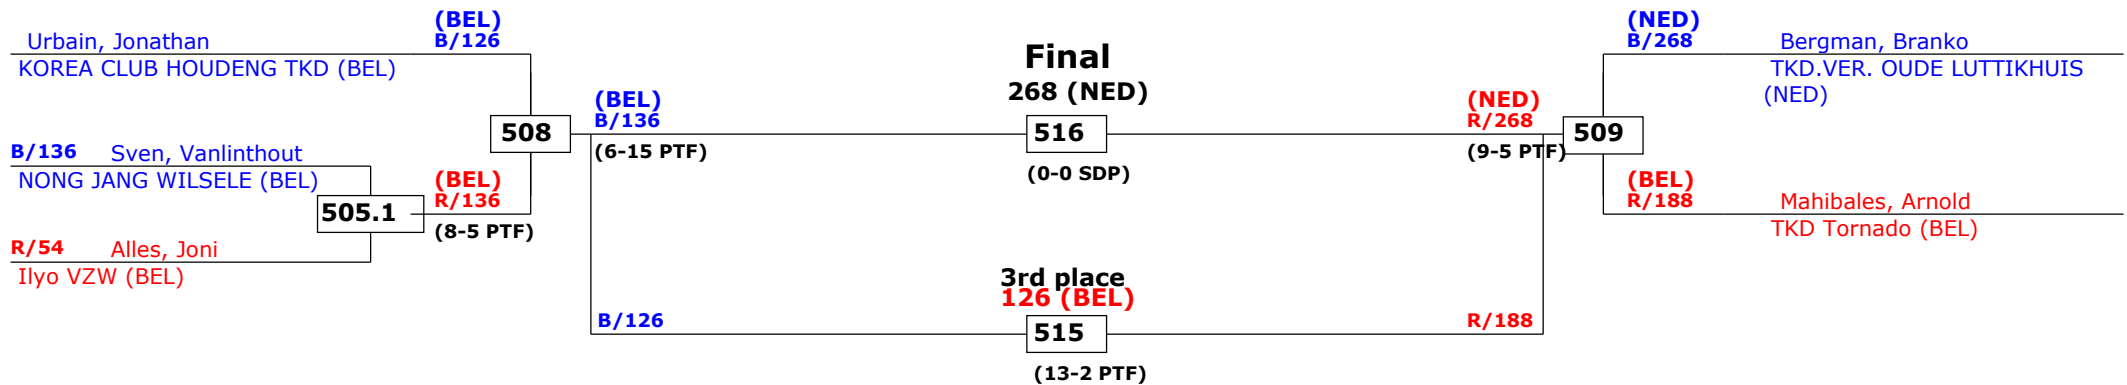 (BEL)
B/126
Urbain, Jonathan
KOREA CLUB HOUDENG TKD (BEL)
B/136 Sven, Vanlinthout
NONG JANG WILSELE (BEL)
505.1
(BEL)
R/136
(8-5 PTF)
R/54 Alles, Joni
Ilyo VZW (BEL)
508
(BEL)
B/136
(6-15 PTF)
Final
268 (NED)
516
(0-0 SDP)
3rd place
126 (BEL)
B/126
515
R/188
(13-2 PTF)
(NED)
R/268
(9-5 PTF)
509
(NED)
B/268
Bergman, Branko
TKD.VER. OUDE LUTTIKHUIS
(NED)
(BEL)
R/188
Mahibales, Arnold
TKD Tornado (BEL)